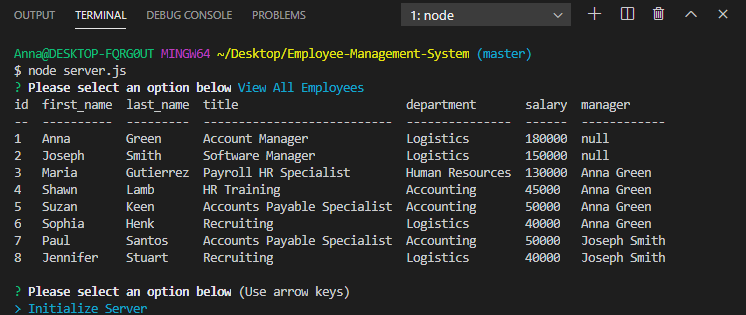 OUTPUT TERMINAL DEBUG CONSOLE PROBLEMS 1: node
Anna@DESKTOP-FQRG0UT MINGW64 ~/Desktop/Employee-Management-System (master)
$ node server.js
? Please select an option below View All Employees
id first_name last_name title department salary manager
-- ---------- --------- --------------------------- --------------- ------ ------------
1 Anna Green Account Manager Logistics 180000 null
2 Joseph Smith Software Manager Logistics 150000 null
3 Maria Gutierrez Payroll HR Specialist Human Resources 130000 Anna Green
4 Shawn Lamb HR Training Accounting 45000 Anna Green
5 Suzan Keen Accounts Payable Specialist Accounting 50000 Anna Green
6 Sophia Henk Recruiting Logistics 40000 Anna Green
7 Paul Santos Accounts Payable Specialist Accounting 50000 Joseph Smith
8 Jennifer Stuart Recruiting Logistics 40000 Joseph Smith
? Please select an option below (Use arrow keys)
> Initialize Server